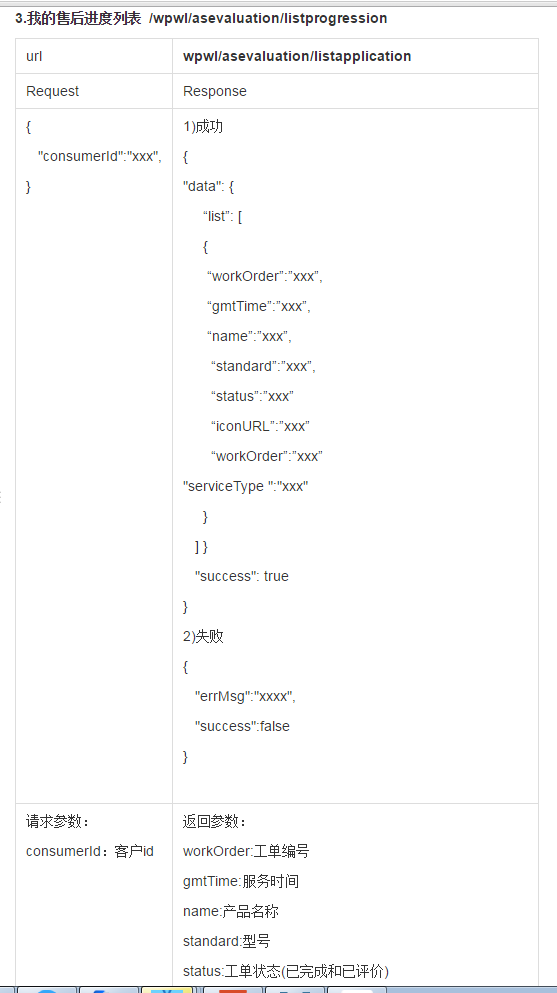 3.我的售后进度列表 /wpwl/asevaluation/listprogression
url
wpwl/asevaluation/listapplication
Request
Response
{
"consumerId":"xxx",
}
1)成功
{
"data": {
“list”: [
{
“workOrder”:”xxx”,
“gmtTime”:”xxx”,
“name”:”xxx”,
“standard”:”xxx”,
“status”:”xxx”
“iconURL”:”xxx”
“workOrder”:”xxx”
"serviceType ":"xxx"
}
] }
"success": true
}
2)失败
{
"errMsg":"xxxx",
"success":false
}
请求参数：
consumerId：客户id
返回参数：
workOrder:工单编号
gmtTime:服务时间
name:产品名称
standard:型号
status:工单状态(已完成和已评价)